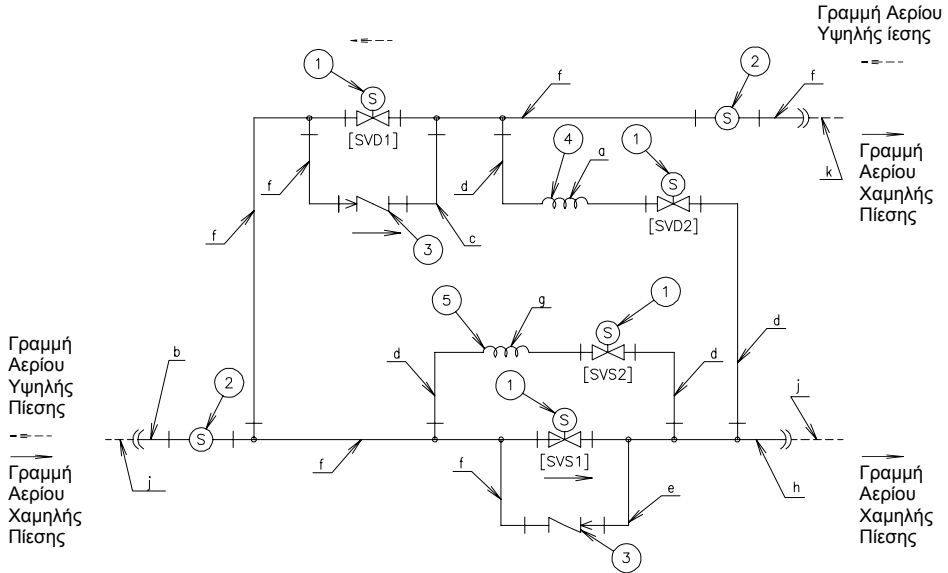 Γραμμή Αερίου
Υψηλής ίεσης
1
2
f
f
S
S
[SVD1]
k
Γραμμή
Αερίου
Χαμηλής
Πίεσης
4
a
1
f
d
S
[SVD2]
f
3
c
5
g
1
S
[SVS2]
d
d
d
Γραμμή
Αερίου
Υψηλής
Πίεσης
b
2
S
1
S
[SVS1]
j
j
f
f
e
h
3
Γραμμή
Αερίου
Χαμηλής
Πίεσης
Γραμμή
Αερίου
Χαμηλής
Πίεσης